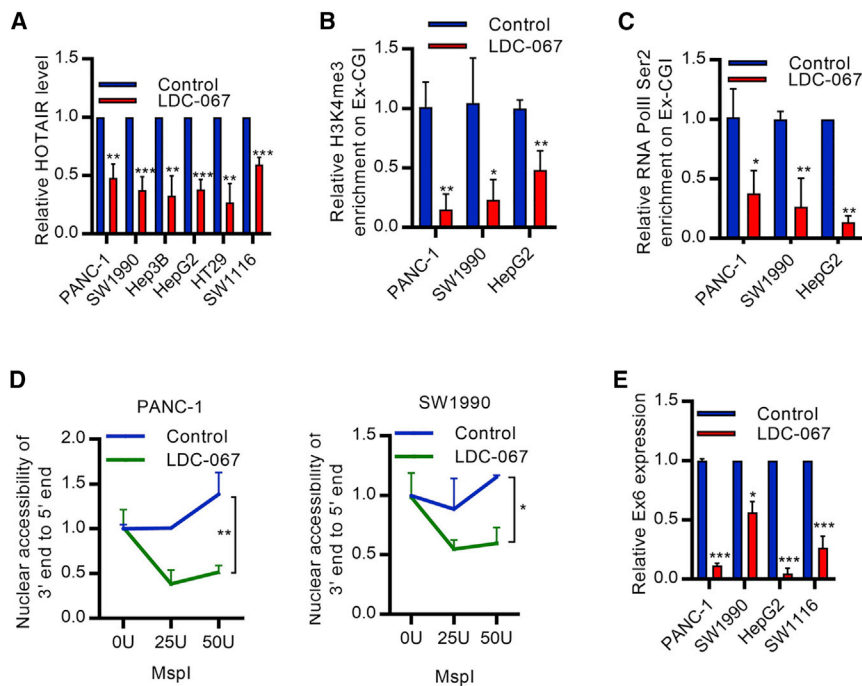 A
Relative HOTAIR level
1.5
1.0
0.5
0.0
Control
LDC-067
** *** ** *** ** ***
PANC-1 SW1990 Hep3B HepG2 HT29 SW1116
B
Relative H3K4me3
enrichment on Ex-CGI
1.5
1.0
0.5
0.0
Control
LDC-067
** * **
PANC-1 SW1990 HepG2
C
Relative RNA PolII Ser2
enrichment on Ex-CGI
1.5
1.0
0.5
0.0
Control
LDC-067
* ** **
PANC-1 SW1990 HepG2
D
PANC-1
Nuclear accessibility of
3' end to 5' end
2.0
1.5
1.0
0.5
0.0
Control
LDC-067
**
0U 25U 50U
MspI
SW1990
Nuclear accessibility of
3' end to 5' end
1.5
1.0
0.5
0.0
Control
LDC-067
*
0U 25U 50U
MspI
E
Relative Ex6 expression
1.5
1.0
0.5
0.0
Control
LDC-067
*** * *** ***
PANC-1 SW1990 HepG2 SW1116